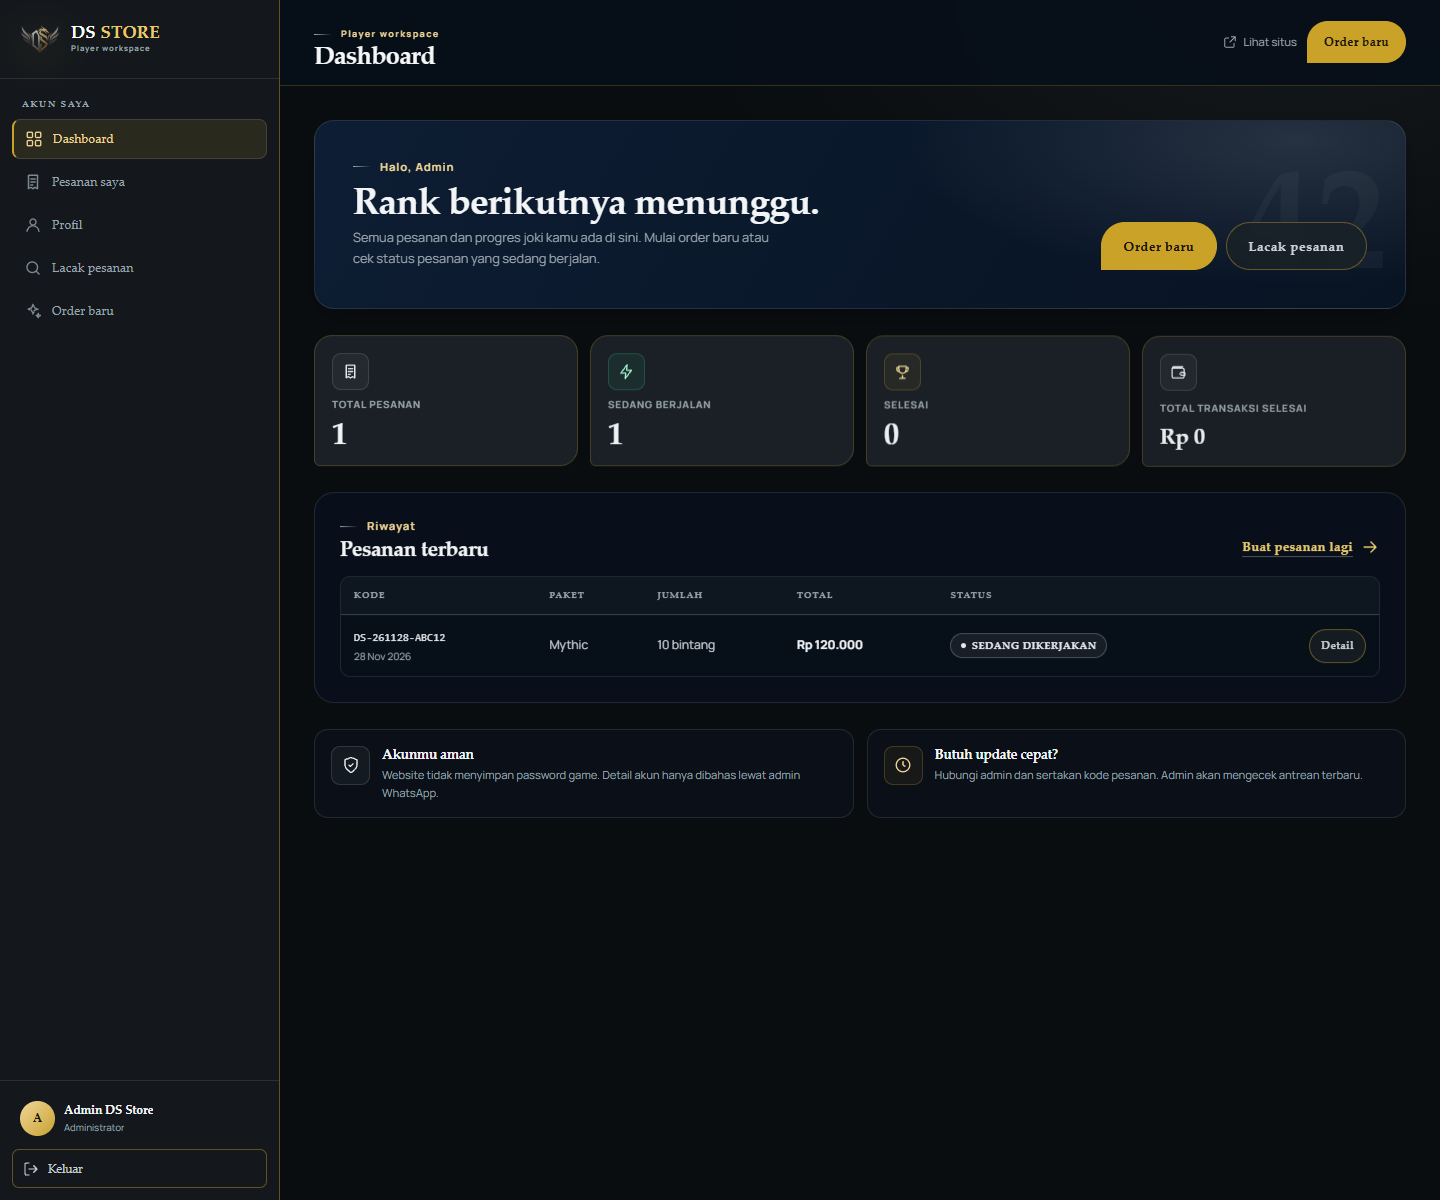 DS STORE
Player workspace
AKUN SAYA
Dashboard
Pesanan saya
Profil
Lacak pesanan
Order baru
Admin DS Store
A
Administrator
Keluar
Player workspace
Dashboard
Lihat situs
Order baru
Halo, Admin
Rank berikutnya menunggu.
Semua pesanan dan progres joki kamu ada di sini. Mulai order baru atau
cek status pesanan yang sedang berjalan.
42
Order baru
Lacak pesanan
TOTAL PESANAN
1
SEDANG BERJALAN
1
SELESAI
0
TOTAL TRANSAKSI SELESAI
Rp 0
Riwayat
Pesanan terbaru
Buat pesanan lagi
KODE PAKET JUMLAH TOTAL STATUS
DS-261128-ABC12 Mythic 10 bintang Rp 120.000 SEDANG DIKERJAKAN Detail
28 Nov 2026
Akunmu aman
Website tidak menyimpan password game. Detail akun hanya dibahas lewat admin
WhatsApp.
Butuh update cepat?
Hubungi admin dan sertakan kode pesanan. Admin akan mengecek antrean terbaru.